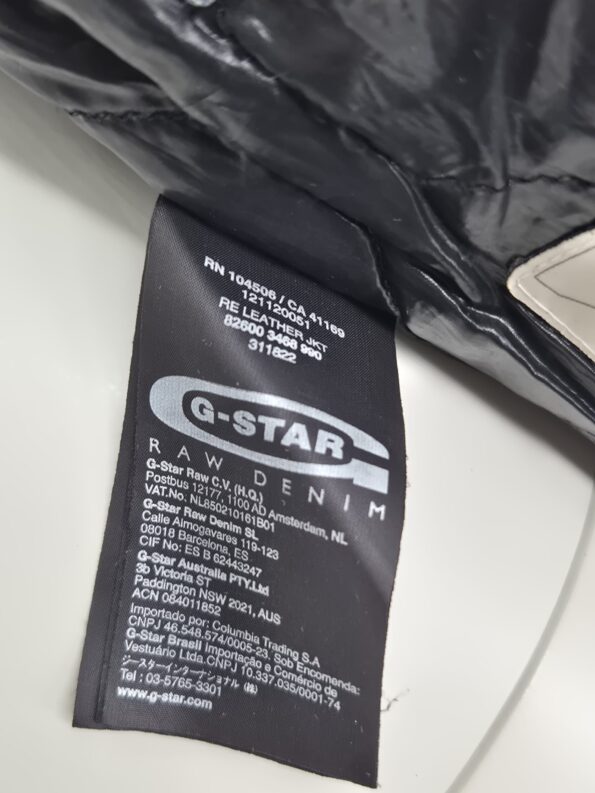 RN 104506 / CA 41169
121120051
RE LEATHER JKT
82600 3468 990
311822
G-STAR
RAW DENIM
G-Star Raw C.V. (H.Q.)
Postbus 12177, 1100 AD Amsterdam, NL
VAT.No. NL850210161B01
G-Star Raw Denim SL
Calle Almogavares 119-123
08018 Barcelona, ES
CIF No: ES B 62443247
G-Star Australia PTY.Ltd
3b Victoria ST
Paddington NSW 2021, AUS
ACN 084011852
Importado por: Columbia Trading S.A
CNPJ 46.548.574/0005-23, Sob Encomenda:
G-Star Brasil Importação e Comércio de
Vestuário Ltda.CNPJ 10.337.035/0001-74
ジースターインターナショナル (株)
Tel : 03-5765-3301
www.g-star.com